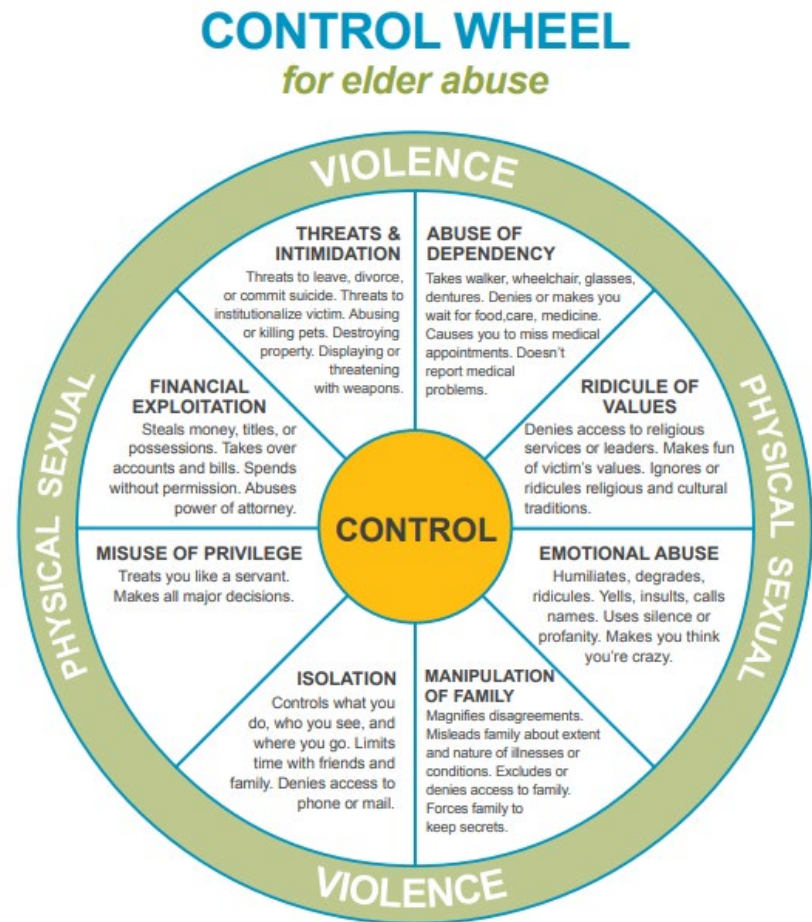 CONTROL WHEEL
for elder abuse
VIOLENCE
THREATS &
INTIMIDATION
Threats to leave, divorce,
or commit suicide. Threats to
institutionalize victim. Abusing
or killing pets. Destroying
property. Displaying or
threatening
with weapons.
ABUSE OF
DEPENDENCY
Takes walker, wheelchair, glasses,
dentures. Denies or makes you
wait for food,care, medicine.
Causes you to miss medical
appointments. Doesn't
report medical
problems.
FINANCIAL
EXPLOITATION
Steals money, titles, or
possessions. Takes over
accounts and bills. Spends
without permission. Abuses
power of attorney.
RIDICULE OF
VALUES
Denies access to religious
services or leaders. Makes fun
of victim's values. Ignores or
ridicules religious and cultural
traditions.
PHYSICAL SEXUAL
CONTROL
PHYSICAL SEXUAL
MISUSE OF PRIVILEGE
Treats you like a servant.
Makes all major decisions.
EMOTIONAL ABUSE
Humiliates, degrades,
ridicules. Yells, insults, calls
names. Uses silence or
profanity. Makes you think
you're crazy.
ISOLATION
Controls what you
do, who you see, and
where you go. Limits
time with friends and
family. Denies access to
phone or mail.
MANIPULATION
OF FAMILY
Magnifies disagreements.
Misleads family about extent
and nature of illnesses or
conditions. Excludes or
denies access to family.
Forces family to
keep secrets.
VIOLENCE